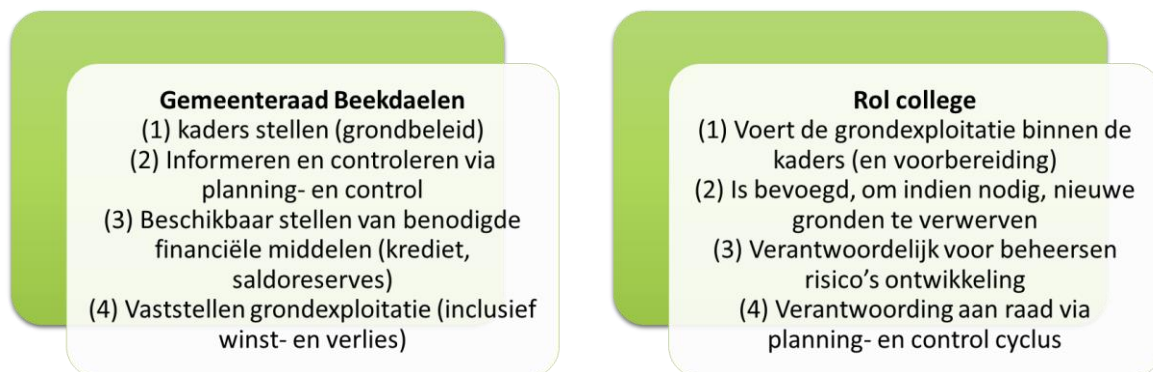 Gemeenteraad Beekdaelen
(1) kaders stellen (grondbeleid)
(2) Informeren en controleren via
planning- en control
(3) Beschikbaar stellen van benodigde
financiële middelen (krediet,
saldoreserves)
(4) Vaststellen grondexploitatie (inclusief
winst- en verlies)
Rol college
(1) Voert de grondexploitatie binnen de
kaders (en voorbereiding)
(2) Is bevoegd, om indien nodig, nieuwe
gronden te verwerven
(3) Verantwoordelijk voor beheersen
risico’s ontwikkeling
(4) Verantwoording aan raad via
planning- en control cyclus